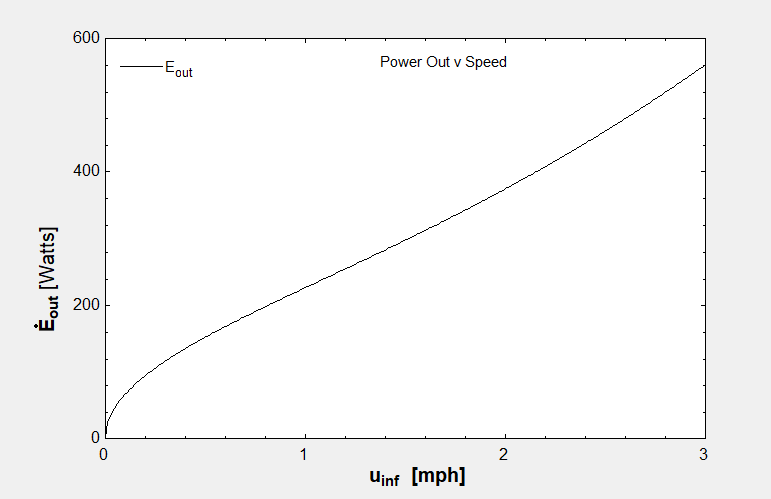 Power Out v Speed
E_out
600
400
200
0
Ė_out [Watts]
0 1 2 3
u_inf [mph]